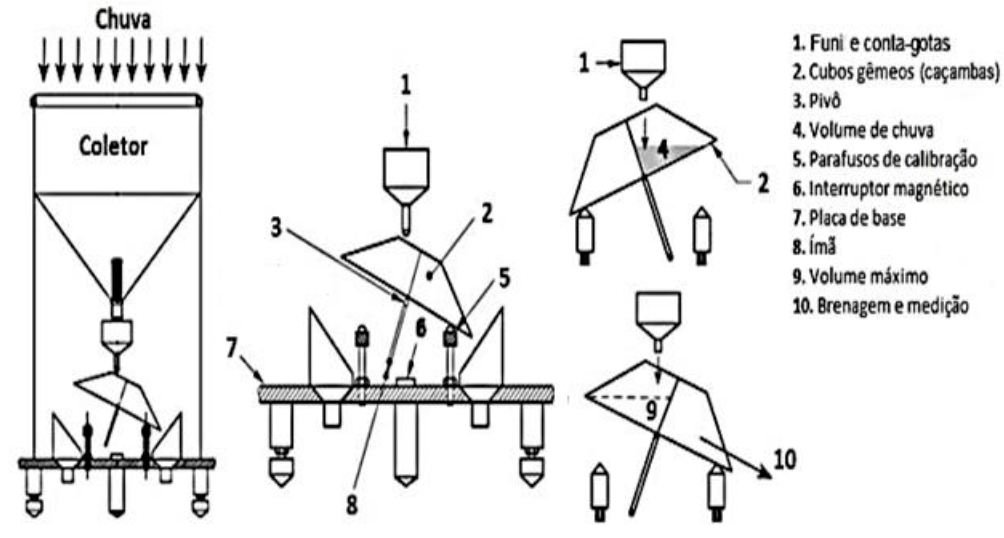 Chuva
Coletor
1
2
3
5
6
7
8
1
4
2
9
10
1. Funi e conta-gotas
2. Cubos gêmeos (caçambas)
3. Pivô
4. Volume de chuva
5. Parafusos de calibração
6. Interruptor magnético
7. Placa de base
8. Ímã
9. Volume máximo
10. Brenagem e medição